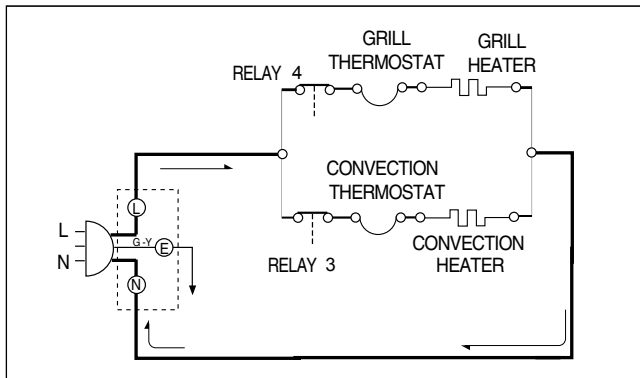 GRILL
THERMOSTAT
GRILL
HEATER
RELAY 4
CONVECTION
THERMOSTAT
L
L
G-Y
E
N
N
RELAY 3
CONVECTION
HEATER